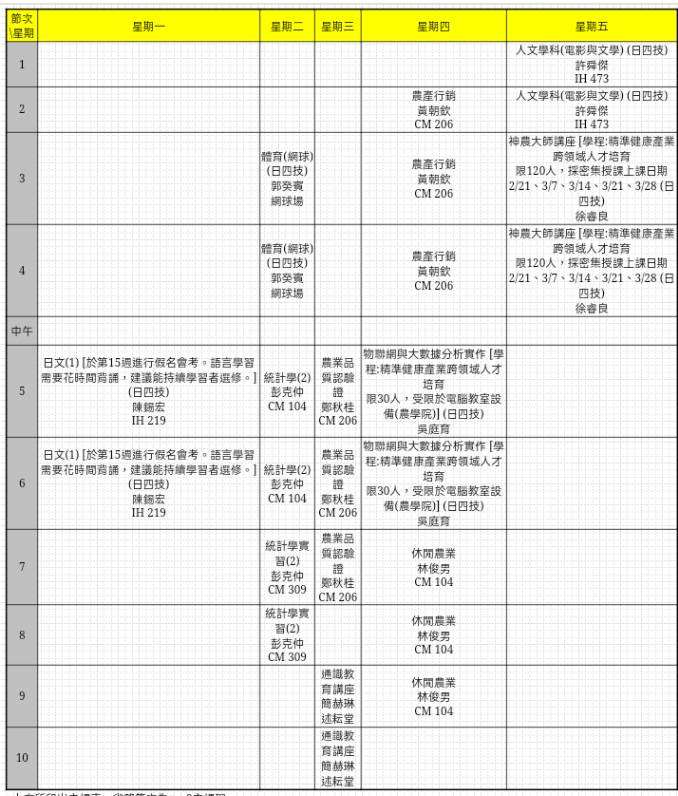 節次
\星期
星期一
星期二
星期三
星期四
星期五
1
人文學科(電影與文學) (日四技)
許舜傑
IH 473
2
農產行銷
黃朝欽
CM 206
人文學科(電影與文學) (日四技)
許舜傑
IH 473
3
體育(網球)
(日四技)
郭癸賓
網球場
農產行銷
黃朝欽
CM 206
神農大師講座 [學程:精準健康產業
跨領域人才培育
限120人，採密集授課上課日期
2/21、3/7、3/14、3/21、3/28 (日
四技)
徐睿良
4
體育(網球)
(日四技)
郭癸賓
網球場
農產行銷
黃朝欽
CM 206
神農大師講座 [學程:精準健康產業
跨領域人才培育
限120人，採密集授課上課日期
2/21、3/7、3/14、3/21、3/28 (日
四技)
徐睿良
中午
5
日文(1) [於第15週進行假名會考。語言學習
需要花時間背誦，建議能持續學習者選修。]
(日四技)
陳錫宏
IH 219
統計學(2)
彭克仲
CM 104
農業品
質認驗
證
鄭秋桂
CM 206
物聯網與大數據分析實作 [學
程:精準健康產業跨領域人才
培育
限30人，受限於電腦教室設
備(農學院)] (日四技)
吳庭育
6
日文(1) [於第15週進行假名會考。語言學習
需要花時間背誦，建議能持續學習者選修。]
(日四技)
陳錫宏
IH 219
統計學(2)
彭克仲
CM 104
農業品
質認驗
證
鄭秋桂
CM 206
物聯網與大數據分析實作 [學
程:精準健康產業跨領域人才
培育
限30人，受限於電腦教室設
備(農學院)] (日四技)
吳庭育
7
統計學實
習(2)
彭克仲
CM 309
農業品
質認驗
證
鄭秋桂
CM 206
休閒農業
林俊男
CM 104
8
統計學實
習(2)
彭克仲
CM 309
休閒農業
林俊男
CM 104
9
通識教
育講座
簡赫琳
述耘堂
休閒農業
林俊男
CM 104
10
通識教
育講座
簡赫琳
述耘堂